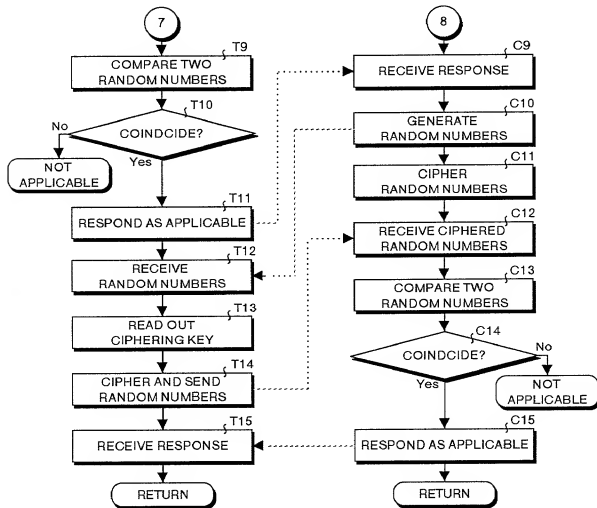 7
T9
COMPARE TWO
RANDOM NUMBERS
T10
COINDCIDE?
No
Yes
NOT
APPLICABLE
T11
RESPOND AS APPLICABLE
T12
RECEIVE
RANDOM NUMBERS
T13
READ OUT
CIPHERING KEY
T14
CIPHER AND SEND
RANDOM NUMBERS
T15
RECEIVE RESPONSE
RETURN
8
C9
RECEIVE RESPONSE
C10
GENERATE
RANDOM NUMBERS
C11
CIPHER
RANDOM NUMBERS
C12
RECEIVE CIPHERED
RANDOM NUMBERS
C13
COMPARE TWO
RANDOM NUMBERS
C14
COINDCIDE?
No
Yes
NOT
APPLICABLE
C15
RESPOND AS APPLICABLE
RETURN